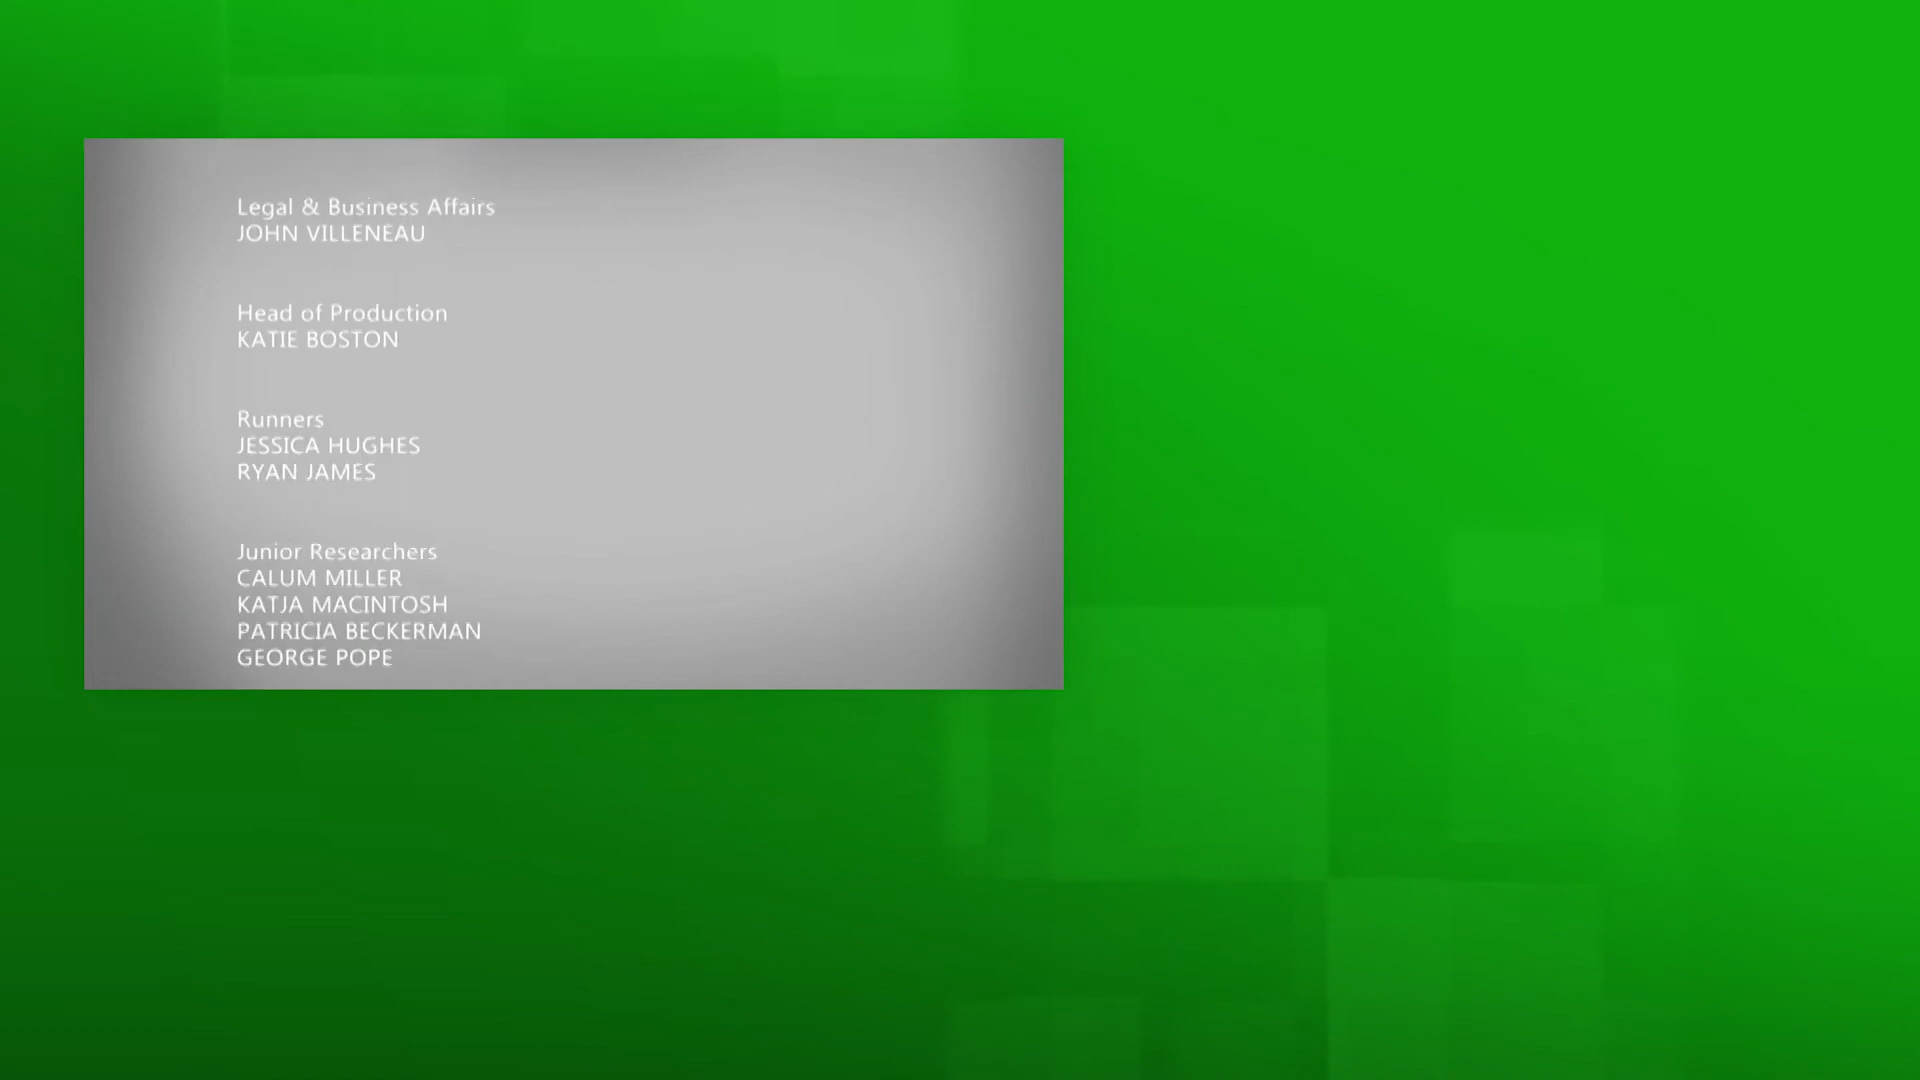 Legal & Business Affairs
JOHN VILLENEAU
Head of Production
KATIE BOSTON
Runners
JESSICA HUGHES
RYAN JAMES
Junior Researchers
CALUM MILLER
KATJA MACINTOSH
PATRICIA BECKERMAN
GEORGE POPE